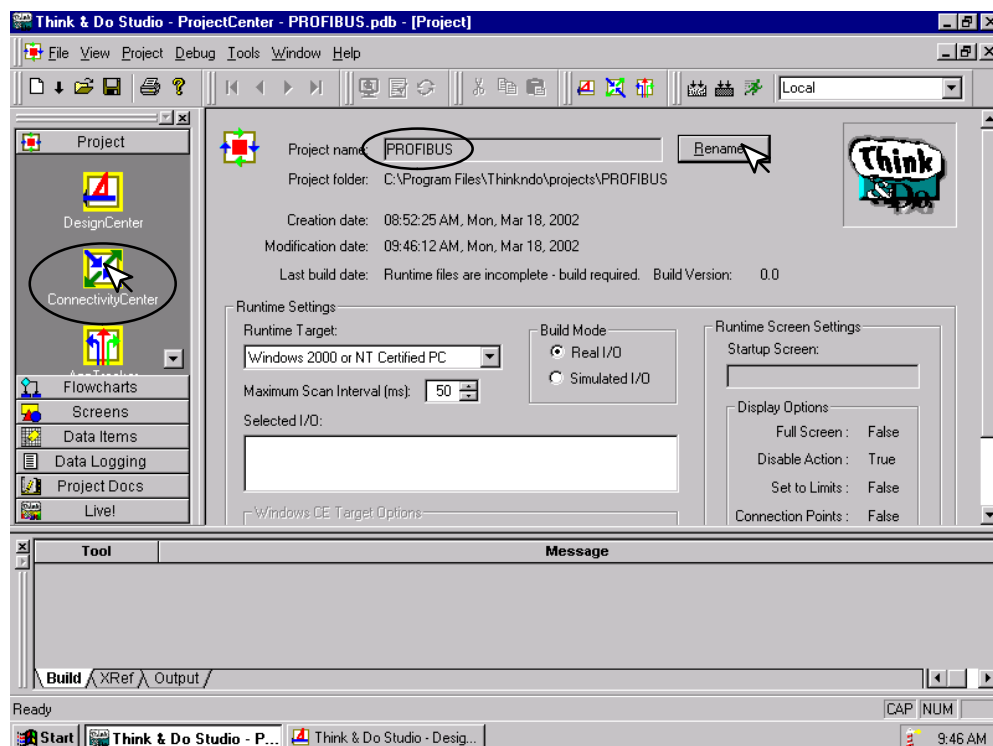 Think & Do Studio - ProjectCenter - PROFIBUS.pdb - [Project]
File View Project Debug Tools Window Help
Local
Project
DesignCenter
ConnectivityCenter
AppTracker
Flowcharts
Screens
Data Items
Data Logging
Project Docs
Live!
Project name: PROFIBUS
Rename
Project folder: C:\Program Files\Thinkndo\projects\PROFIBUS
Creation date: 08:52:25 AM, Mon, Mar 18, 2002
Modification date: 09:46:12 AM, Mon, Mar 18, 2002
Last build date: Runtime files are incomplete - build required. Build Version: 0.0
Think
& Do
Runtime Settings
Runtime Target:
Windows 2000 or NT Certified PC
Maximum Scan Interval (ms): 50
Selected I/O:
Build Mode
Real I/O
Simulated I/O
Windows CE Target Options
Runtime Screen Settings
Startup Screen:
Display Options
Full Screen : False
Disable Action : True
Set to Limits : False
Connection Points : False
Tool Message
Build XRef Output
Ready CAP NUM
Start Think & Do Studio - P... Think & Do Studio - Desig... 9:46 AM